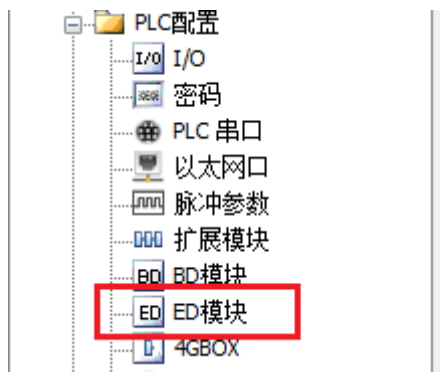 PLC配置
I/O I/O
密码
PLC 串口
以太网口
脉冲参数
扩展模块
BD BD模块
ED ED模块
4GBOX